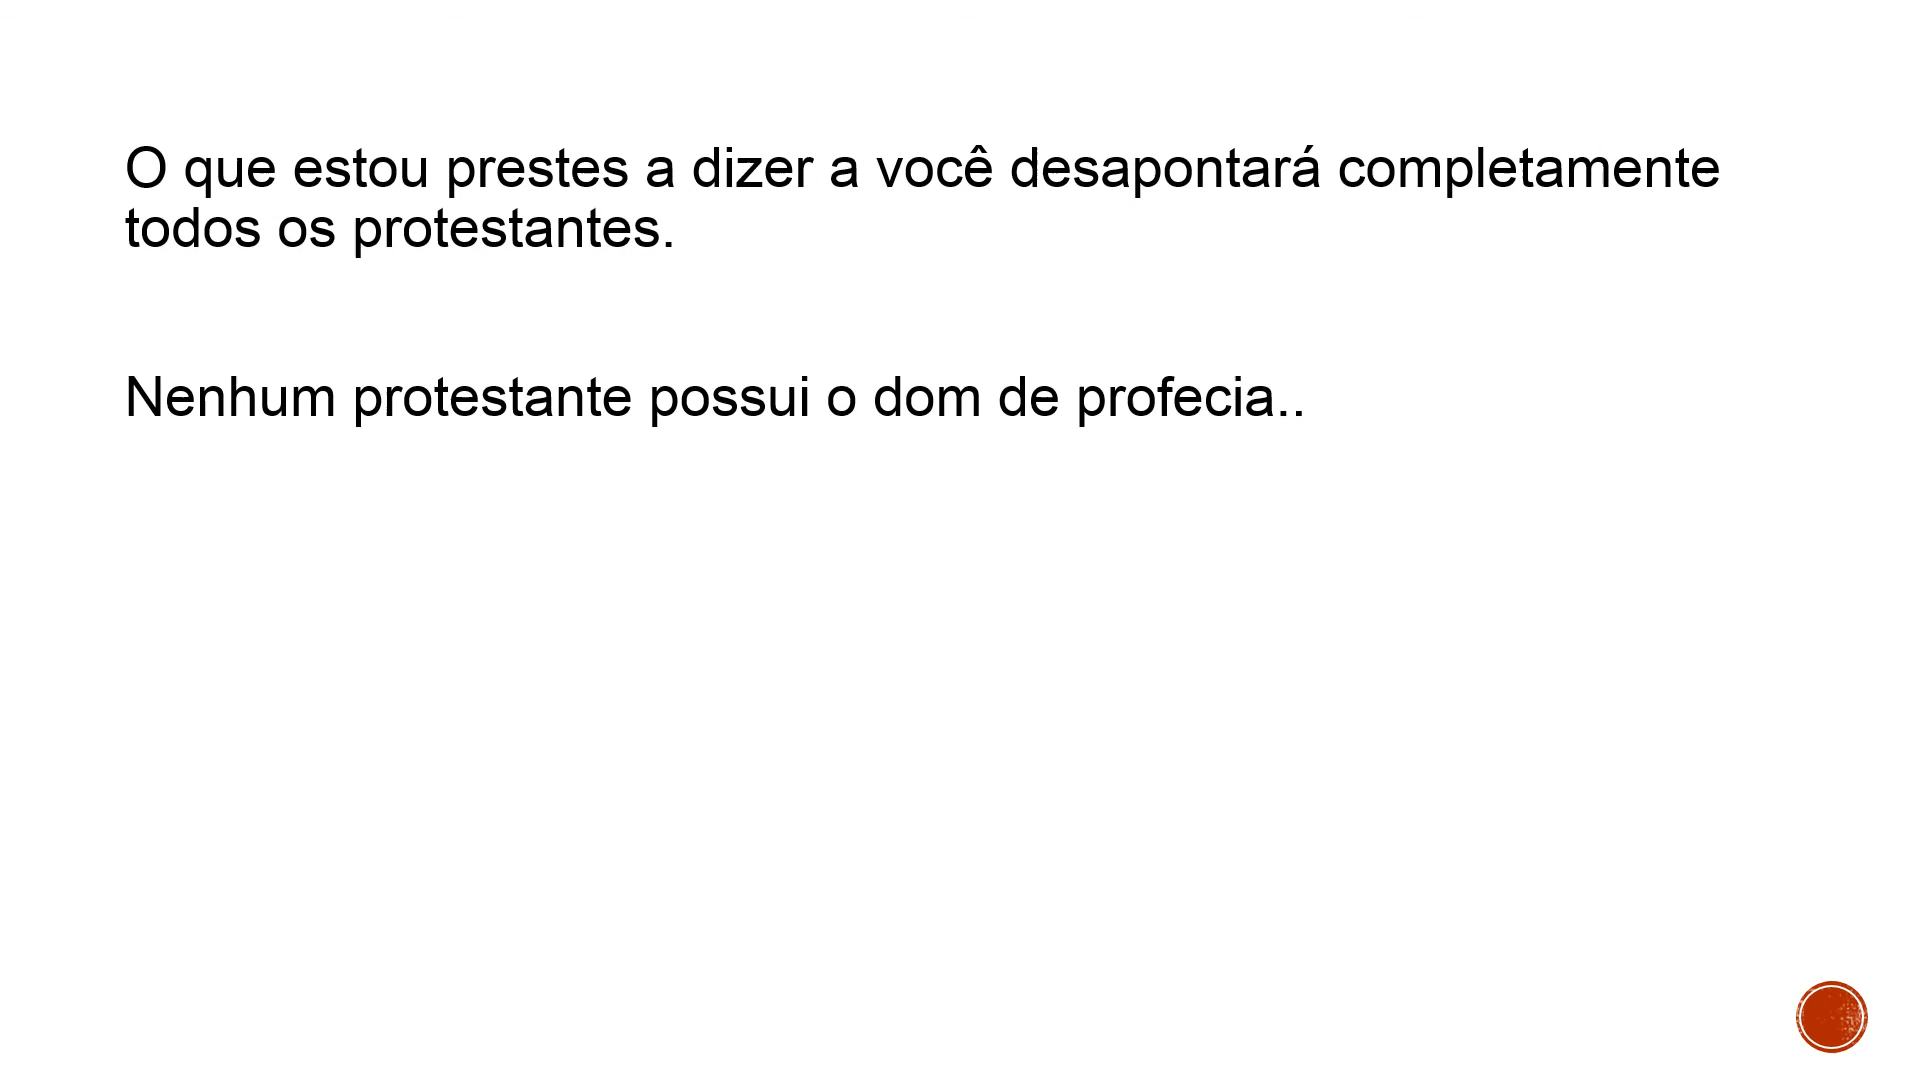 O que estou prestes a dizer a você desapontará completamente
todos os protestantes.
Nenhum protestante possui o dom de profecia..